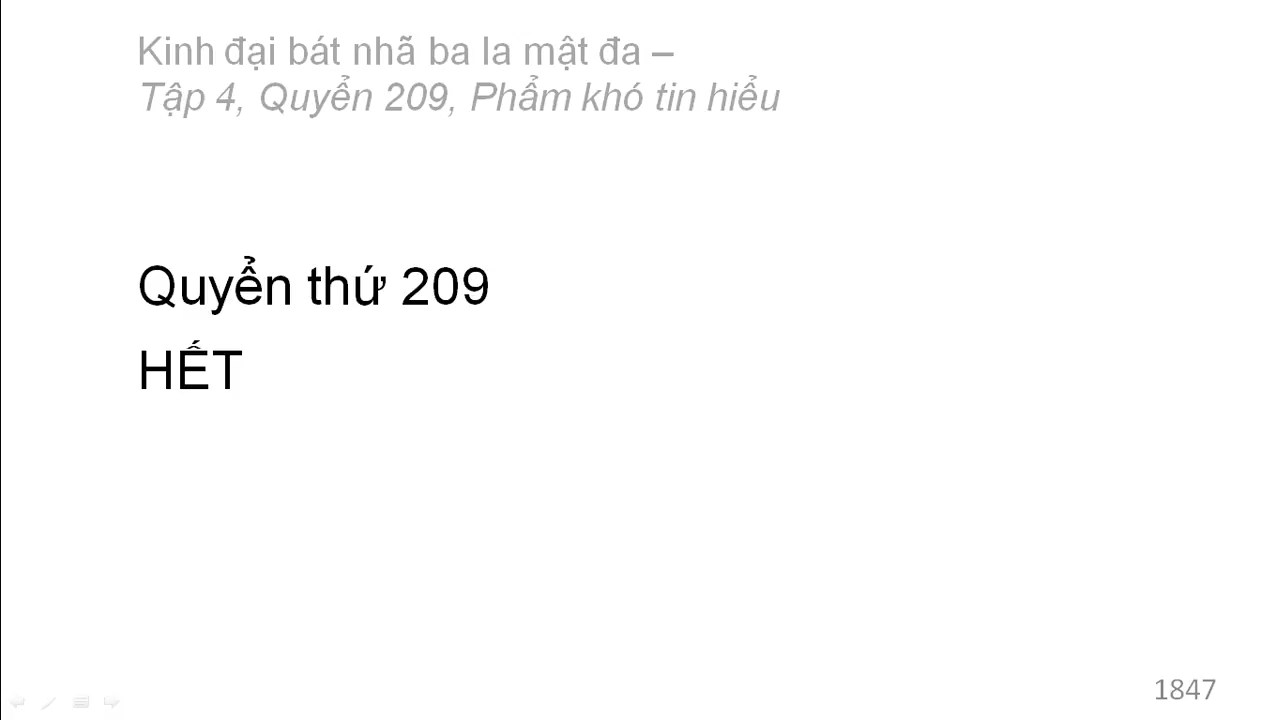 Kinh đại bát nhã ba la mật đa –
Tập 4, Quyển 209, Phẩm khó tin hiểu
Quyển thứ 209
HẾT
1847